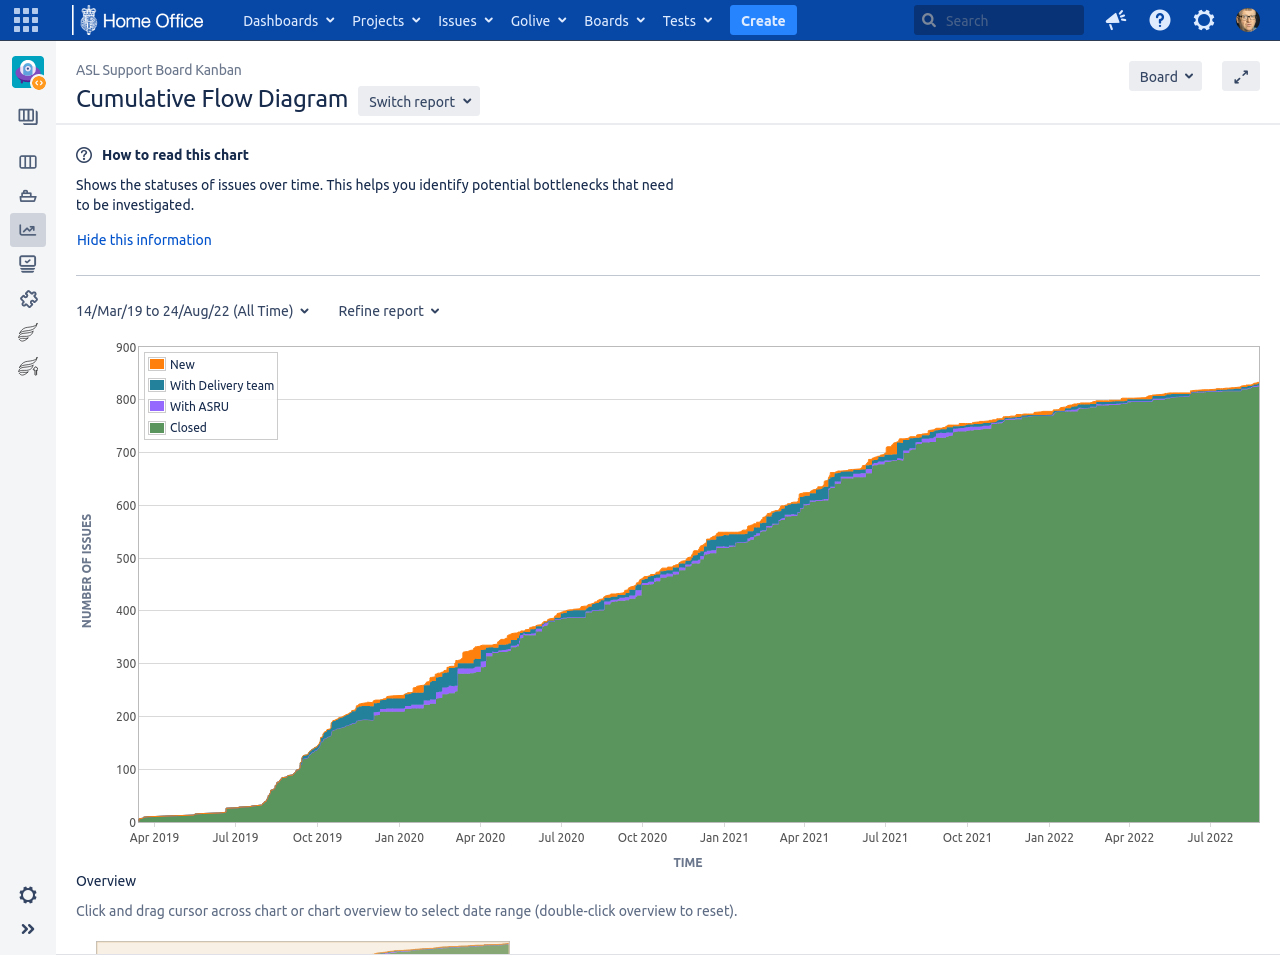 Home Office
Dashboards Projects Issues Golive Boards Tests Create Search
ASL Support Board Kanban
Board
Cumulative Flow Diagram Switch report
How to read this chart
Shows the statuses of issues over time. This helps you identify potential bottlenecks that need
to be investigated.
Hide this information
14/Mar/19 to 24/Aug/22 (All Time) Refine report
New
With Delivery team
With ASRU
Closed
NUMBER OF ISSUES
900
800
700
600
500
400
300
200
100
0
Apr 2019 Jul 2019 Oct 2019 Jan 2020 Apr 2020 Jul 2020 Oct 2020 Jan 2021 Apr 2021 Jul 2021 Oct 2021 Jan 2022 Apr 2022 Jul 2022
TIME
Overview
Click and drag cursor across chart or chart overview to select date range (double-click overview to reset).